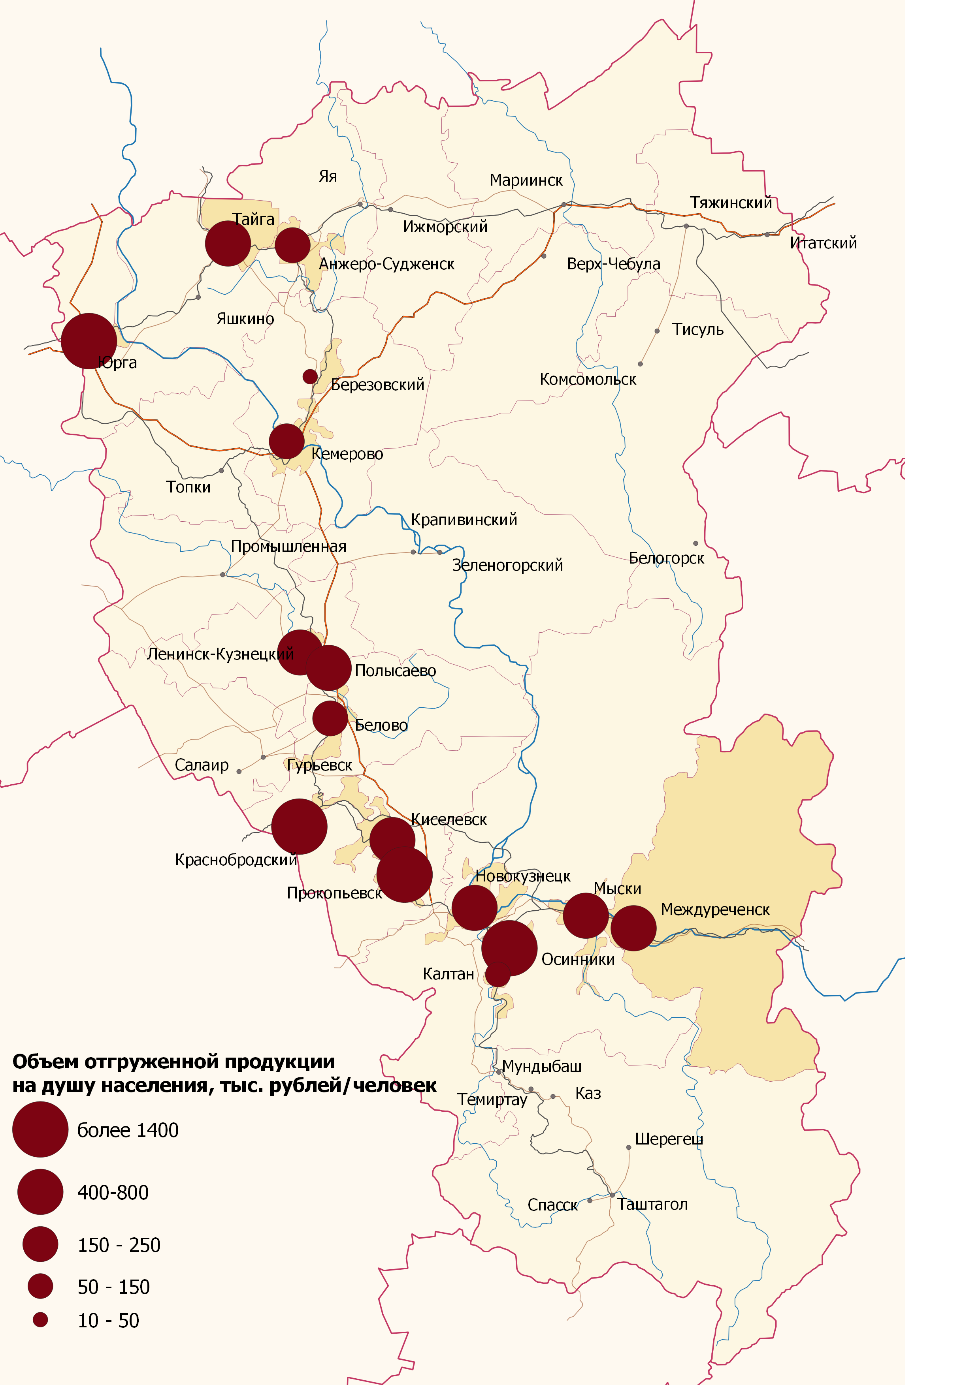 Яя
Мариинск
Тяжинский
Тайга
Ижморский
Итатский
Анжеро-Судженск
Верх-Чебула
Яшкино
Тисуль
Юрга
Комсомольск
Березовский
Кемерово
Топки
Крапивинский
Промышленная
Белогорск
Зеленогорский
Ленинск-Кузнецкий
Полысаево
Белово
Салаир
Гурьевск
Киселевск
Краснобродский
Новокузнецк
Прокопьевск
Мыски
Междуреченск
Осинники
Калтан
Объем отгруженной продукции
на душу населения, тыс. рублей/человек
Мундыбаш
Темиртау
Каз
более 1400
Шерегеш
400-800
Спасск
Таштагол
150 - 250
50 - 150
10 - 50